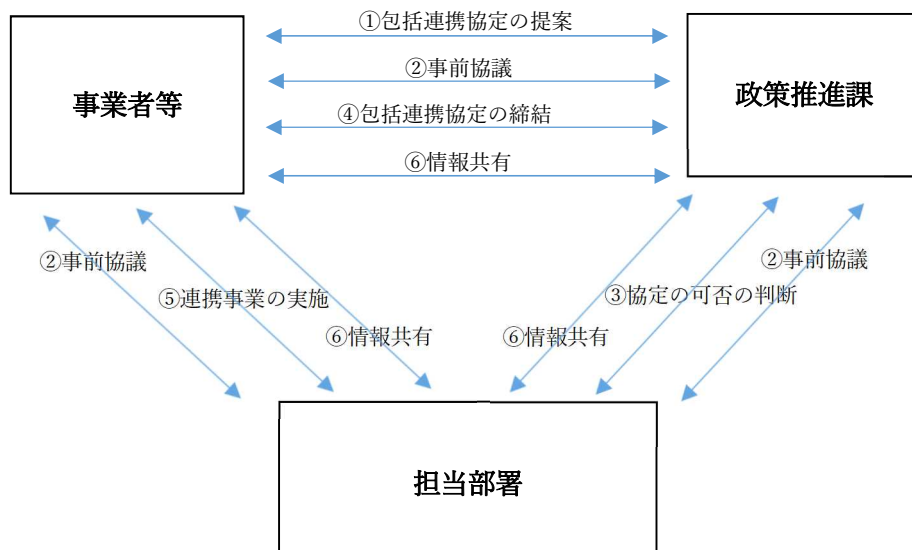 ①包括連携協定の提案
②事前協議
事業者等
政策推進課
④包括連携協定の締結
⑥情報共有
②事前協議
②事前協議
⑤連携事業の実施
③協定の可否の判断
⑥情報共有
⑥情報共有
担当部署